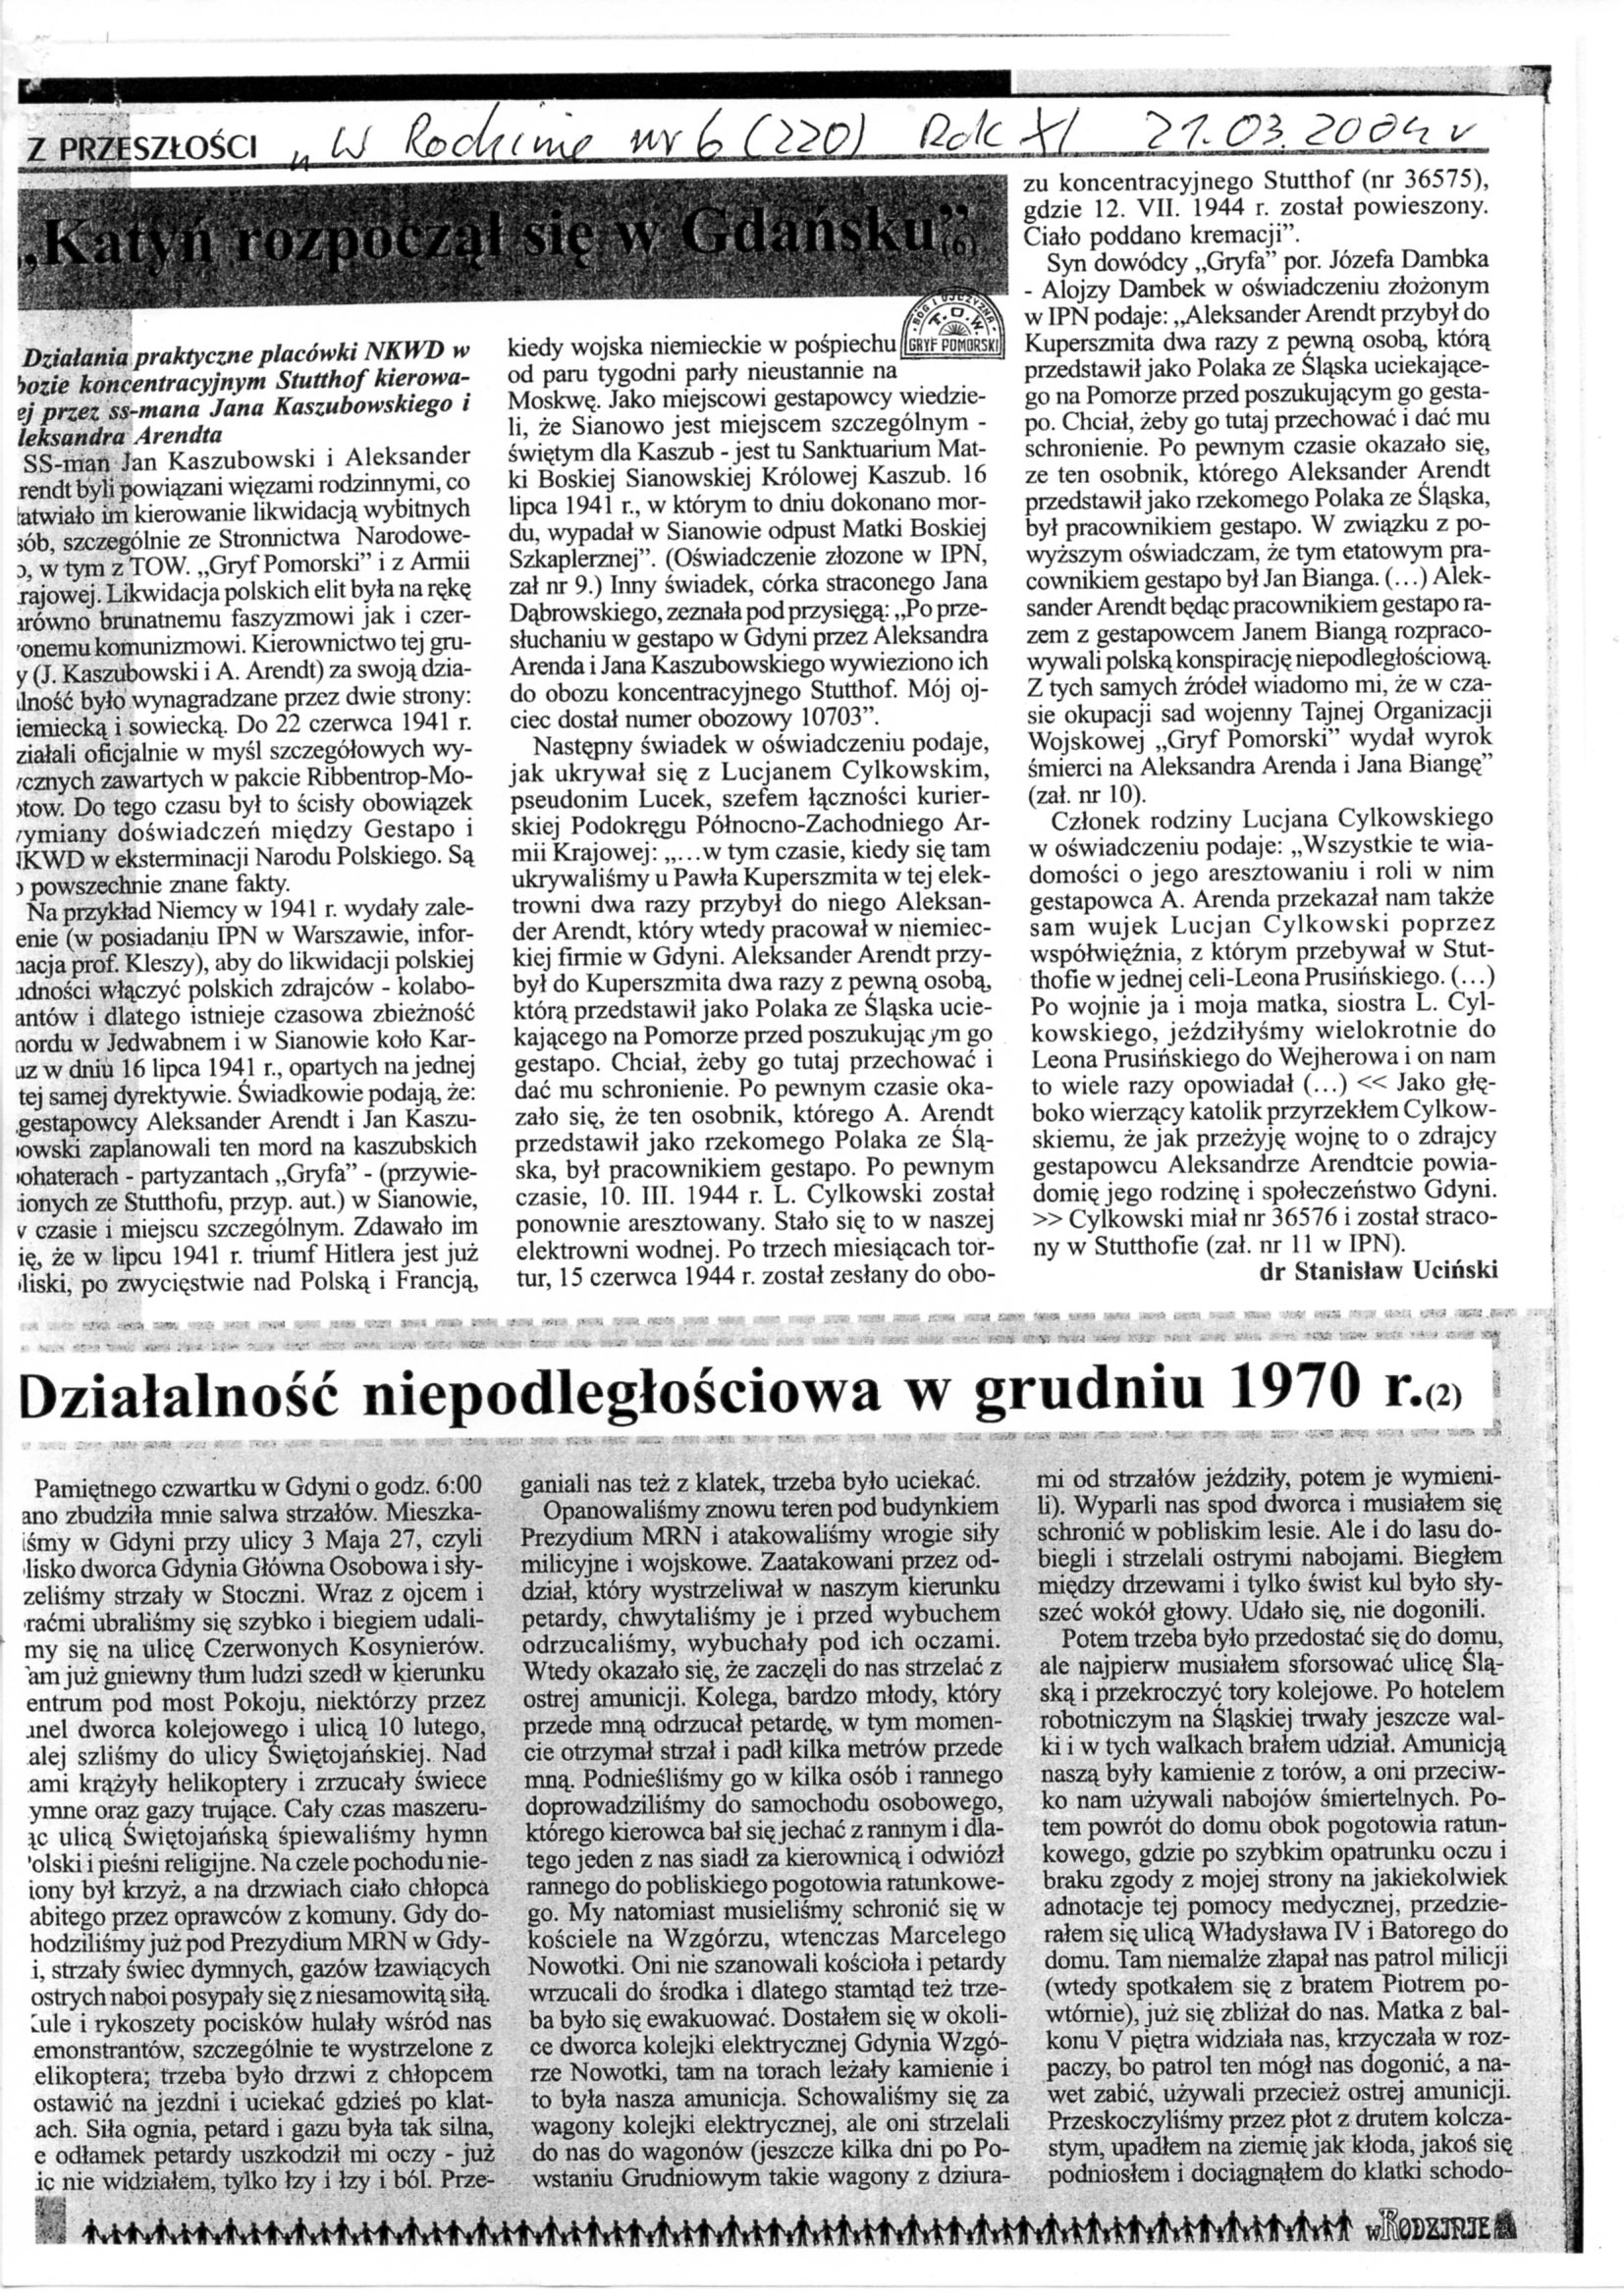 Z PRZESZŁOŚCI „W Rodzinie nr 6 (220) Rok XI 21.03.2004 r
„Katyń rozpoczął się w Gdańsku” (6)
BÓG I OJCZYZNA
T.O.W.
GRYF POMORSKI
Działania praktyczne placówki NKWD w
bozie koncentracyjnym Stutthof kierowa-
ej przez ss-mana Jana Kaszubowskiego i
leksandra Arendta
SS-man Jan Kaszubowski i Aleksander
rendt byli powiązani więzami rodzinnymi, co
łatwiało im kierowanie likwidacją wybitnych
sób, szczególnie ze Stronnictwa Narodowe-
o, w tym z TOW. „Gryf Pomorski” i z Armii
rajowej. Likwidacja polskich elit była na rękę
arówno brunatnemu faszyzmowi jak i czer-
onemu komunizmowi. Kierownictwo tej gru-
y (J. Kaszubowski i A. Arendt) za swoją dzia-
lność było wynagradzane przez dwie strony:
iemiecką i sowiecką. Do 22 czerwca 1941 r.
ziałali oficjalnie w myśl szczegółowych wy-
ycznych zawartych w pakcie Ribbentrop-Mo-
otow. Do tego czasu był to ścisły obowiązek
ymiany doświadczeń między Gestapo i
NKWD w eksterminacji Narodu Polskiego. Są
o powszechnie znane fakty.
Na przykład Niemcy w 1941 r. wydały zale-
enie (w posiadaniu IPN w Warszawie, infor-
nacja prof. Kleszy), aby do likwidacji polskiej
udności włączyć polskich zdrajców - kolabo-
antów i dlatego istnieje czasowa zbieżność
nordu w Jedwabnem i w Sianowie koło Kar-
uz w dniu 16 lipca 1941 r., opartych na jednej
tej samej dyrektywie. Świadkowie podają, że:
gestapowcy Aleksander Arendt i Jan Kaszu-
owski zaplanowali ten mord na kaszubskich
ohaterach - partyzantach „Gryfa” - (przywie-
ionych ze Stutthofu, przyp. aut.) w Sianowie,
v czasie i miejscu szczególnym. Zdawało im
ię, że w lipcu 1941 r. triumf Hitlera jest już
liski, po zwycięstwie nad Polską i Francją,
kiedy wojska niemieckie w pośpiechu
od paru tygodni parły nieustannie na
Moskwę. Jako miejscowi gestapowcy wiedzie-
li, że Sianowo jest miejscem szczególnym -
świętym dla Kaszub - jest tu Sanktuarium Mat-
ki Boskiej Sianowskiej Królowej Kaszub. 16
lipca 1941 r., w którym to dniu dokonano mor-
du, wypadał w Sianowie odpust Matki Boskiej
Szkaplerznej”. (Oświadczenie złozone w IPN,
zał nr 9.) Inny świadek, córka straconego Jana
Dąbrowskiego, zeznała pod przysięgą: „Po prze-
słuchaniu w gestapo w Gdyni przez Aleksandra
Arenda i Jana Kaszubowskiego wywieziono ich
do obozu koncentracyjnego Stutthof. Mój oj-
ciec dostał numer obozowy 10703”.
Następny świadek w oświadczeniu podaje,
jak ukrywał się z Lucjanem Cylkowskim,
pseudonim Lucek, szefem łączności kurier-
skiej Podokręgu Północno-Zachodniego Ar-
mii Krajowej: „...w tym czasie, kiedy się tam
ukrywaliśmy u Pawła Kuperszmita w tej elek-
trowni dwa razy przybył do niego Aleksan-
der Arendt, który wtedy pracował w niemiec-
kiej firmie w Gdyni. Aleksander Arendt przy-
był do Kuperszmita dwa razy z pewną osobą,
którą przedstawił jako Polaka ze Śląska ucie-
kającego na Pomorze przed poszukującym go
gestapo. Chciał, żeby go tutaj przechować i
dać mu schronienie. Po pewnym czasie oka-
zało się, że ten osobnik, którego A. Arendt
przedstawił jako rzekomego Polaka ze Ślą-
ska, był pracownikiem gestapo. Po pewnym
czasie, 10. III. 1944 r. L. Cylkowski został
ponownie aresztowany. Stało się to w naszej
elektrowni wodnej. Po trzech miesiącach tor-
tur, 15 czerwca 1944 r. został zesłany do obo-
zu koncentracyjnego Stutthof (nr 36575),
gdzie 12. VII. 1944 r. został powieszony.
Ciało poddano kremacji”.
Syn dowódcy „Gryfa” por. Józefa Dambka
- Alojzy Dambek w oświadczeniu złożonym
w IPN podaje: „Aleksander Arendt przybył do
Kuperszmita dwa razy z pewną osobą, którą
przedstawił jako Polaka ze Śląska uciekające-
go na Pomorze przed poszukującym go gesta-
po. Chciał, żeby go tutaj przechować i dać mu
schronienie. Po pewnym czasie okazało się,
ze ten osobnik, którego Aleksander Arendt
przedstawił jako rzekomego Polaka ze Śląska,
był pracownikiem gestapo. W związku z po-
wyższym oświadczam, że tym etatowym pra-
cownikiem gestapo był Jan Bianga. (...) Alek-
sander Arendt będąc pracownikiem gestapo ra-
zem z gestapowcem Janem Biangą rozpraco-
wywali polską konspirację niepodległościową.
Z tych samych źródeł wiadomo mi, że w cza-
sie okupacji sad wojenny Tajnej Organizacji
Wojskowej „Gryf Pomorski” wydał wyrok
śmierci na Aleksandra Arenda i Jana Biangę”
(zał. nr 10).
Członek rodziny Lucjana Cylkowskiego
w oświadczeniu podaje: „Wszystkie te wia-
domości o jego aresztowaniu i roli w nim
gestapowca A. Arenda przekazał nam także
sam wujek Lucjan Cylkowski poprzez
współwięźnia, z którym przebywał w Stut-
thofie w jednej celi-Leona Prusińskiego. (...)
Po wojnie ja i moja matka, siostra L. Cyl-
kowskiego, jeździłyśmy wielokrotnie do
Leona Prusińskiego do Wejherowa i on nam
to wiele razy opowiadał (...) << Jako głę-
boko wierzący katolik przyrzekłem Cylkow-
skiemu, że jak przeżyję wojnę to o zdrajcy
gestapowcu Aleksandrze Arendtcie powia-
domię jego rodzinę i społeczeństwo Gdyni.
>> Cylkowski miał nr 36576 i został straco-
ny w Stutthofie (zał. nr 11 w IPN).
dr Stanisław Uciński
Działalność niepodległościowa w grudniu 1970 r.(2)
Pamiętnego czwartku w Gdyni o godz. 6:00
ano zbudziła mnie salwa strzałów. Mieszka-
iśmy w Gdyni przy ulicy 3 Maja 27, czyli
lisko dworca Gdynia Główna Osobowa i sły-
zeliśmy strzały w Stoczni. Wraz z ojcem i
raćmi ubraliśmy się szybko i biegiem udali-
my się na ulicę Czerwonych Kosynierów.
am już gniewny tłum ludzi szedł w kierunku
entrum pod most Pokoju, niektórzy przez
unel dworca kolejowego i ulicą 10 lutego,
alej szliśmy do ulicy Świętojańskiej. Nad
ami krążyły helikoptery i zrzucały świece
ymne oraz gazy trujące. Cały czas maszeru-
ąc ulicą Świętojańską śpiewaliśmy hymn
olski i pieśni religijne. Na czele pochodu nie-
iony był krzyż, a na drzwiach ciało chłopca
abitego przez oprawców z komuny. Gdy do-
hodziliśmy już pod Prezydium MRN w Gdy-
i, strzały świec dymnych, gazów łzawiących
ostrych naboi posypały się z niesamowitą siłą.
ule i rykoszety pocisków hulały wśród nas
emonstrantów, szczególnie te wystrzelone z
elikoptera; trzeba było drzwi z chłopcem
ostawić na jezdni i uciekać gdzieś po klat-
ach. Siła ognia, petard i gazu była tak silna,
e odłamek petardy uszkodził mi oczy - już
ic nie widziałem, tylko łzy i łzy i ból. Prze-
ganiali nas też z klatek, trzeba było uciekać.
Opanowaliśmy znowu teren pod budynkiem
Prezydium MRN i atakowaliśmy wrogie siły
milicyjne i wojskowe. Zaatakowani przez od-
dział, który wystrzeliwał w naszym kierunku
petardy, chwytaliśmy je i przed wybuchem
odrzucaliśmy, wybuchały pod ich oczami.
Wtedy okazało się, że zaczęli do nas strzelać z
ostrej amunicji. Kolega, bardzo młody, który
przede mną odrzucał petardę, w tym momen-
cie otrzymał strzał i padł kilka metrów przede
mną. Podnieśliśmy go w kilka osób i rannego
doprowadziliśmy do samochodu osobowego,
którego kierowca bał się jechać z rannym i dla-
tego jeden z nas siadł za kierownicą i odwiózł
rannego do pobliskiego pogotowia ratunkowe-
go. My natomiast musieliśmy schronić się w
kościele na Wzgórzu, wtenczas Marcelego
Nowotki. Oni nie szanowali kościoła i petardy
wrzucali do środka i dlatego stamtąd też trze-
ba było się ewakuować. Dostałem się w okoli-
ce dworca kolejki elektrycznej Gdynia Wzgó-
rze Nowotki, tam na torach leżały kamienie i
to była nasza amunicja. Schowaliśmy się za
wagony kolejki elektrycznej, ale oni strzelali
do nas do wagonów (jeszcze kilka dni po Po-
wstaniu Grudniowym takie wagony z dziura-
mi od strzałów jeździły, potem je wymieni-
li). Wyparli nas spod dworca i musiałem się
schronić w pobliskim lesie. Ale i do lasu do-
biegli i strzelali ostrymi nabojami. Biegłem
między drzewami i tylko świst kul było sły-
szeć wokół głowy. Udało się, nie dogonili.
Potem trzeba było przedostać się do domu,
ale najpierw musiałem sforsować ulicę Ślą-
ską i przekroczyć tory kolejowe. Po hotelem
robotniczym na Śląskiej trwały jeszcze wal-
ki i w tych walkach brałem udział. Amunicją
naszą były kamienie z torów, a oni przeciw-
ko nam używali nabojów śmiertelnych. Po-
tem powrót do domu obok pogotowia ratun-
kowego, gdzie po szybkim opatrunku oczu i
braku zgody z mojej strony na jakiekolwiek
adnotacje tej pomocy medycznej, przedzie-
rałem się ulicą Władysława IV i Batorego do
domu. Tam niemalże złapał nas patrol milicji
(wtedy spotkałem się z bratem Piotrem po-
wtórnie), już się zbliżał do nas. Matka z bal-
konu V piętra widziała nas, krzyczała w roz-
paczy, bo patrol ten mógł nas dogonić, a na-
wet zabić, używali przecież ostrej amunicji.
Przeskoczyliśmy przez płot z drutem kolcza-
stym, upadłem na ziemię jak kłoda, jakoś się
podniosłem i dociągnąłem do klatki schodo-
wRODZINIE